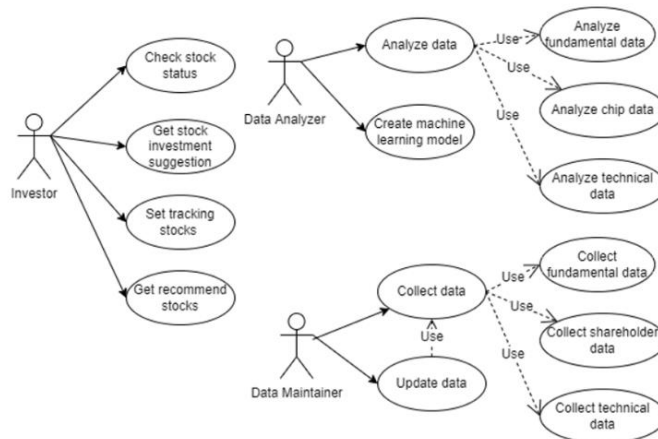 Check stock
status
Get stock
investment
suggestion
Set tracking
stocks
Get recommend
stocks
Investor
Analyze data
Create machine
learning model
Data Analyzer
Use
Use
Use
Analyze
fundamental data
Analyze chip data
Analyze technical
data
Collect data
Use
Update data
Data Maintainer
Use
Use
Use
Collect
fundamental data
Collect shareholder
data
Collect technical
data